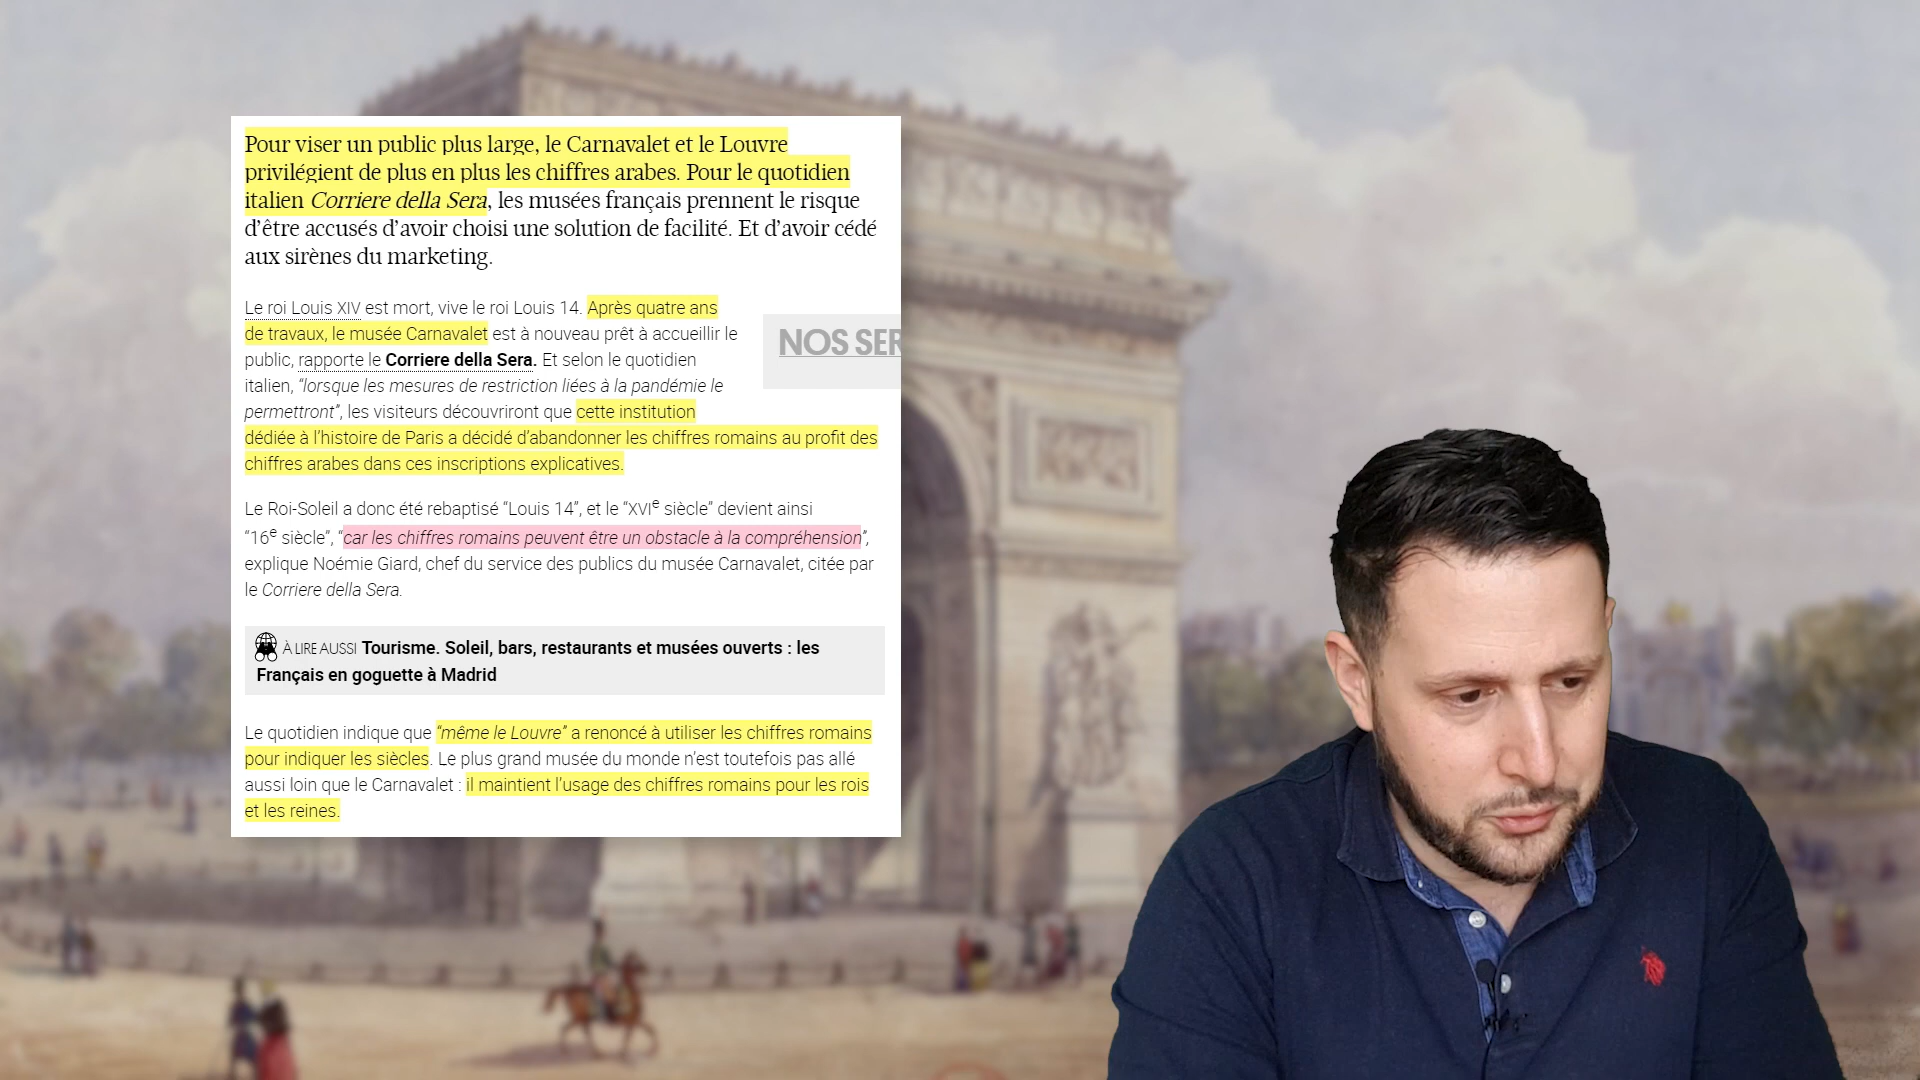 Pour viser un public plus large, le Carnavalet et le Louvre
privilégient de plus en plus les chiffres arabes. Pour le quotidien
italien Corriere della Sera, les musées français prennent le risque
d’être accusés d’avoir choisi une solution de facilité. Et d’avoir cédé
aux sirènes du marketing.
Le roi Louis XIV est mort, vive le roi Louis 14. Après quatre ans
de travaux, le musée Carnavalet est à nouveau prêt à accueillir le
public, rapporte le Corriere della Sera. Et selon le quotidien
italien, “lorsque les mesures de restriction liées à la pandémie le
permettront”, les visiteurs découvriront que cette institution
dédiée à l’histoire de Paris a décidé d’abandonner les chiffres romains au profit des
chiffres arabes dans ces inscriptions explicatives.
NOS SER
Le Roi-Soleil a donc été rebaptisé “Louis 14”, et le “XVIe siècle” devient ainsi
“16e siècle”, “car les chiffres romains peuvent être un obstacle à la compréhension”,
explique Noémie Giard, chef du service des publics du musée Carnavalet, citée par
le Corriere della Sera.
À LIRE AUSSI Tourisme. Soleil, bars, restaurants et musées ouverts : les
Français en goguette à Madrid
Le quotidien indique que “même le Louvre” a renoncé à utiliser les chiffres romains
pour indiquer les siècles. Le plus grand musée du monde n’est toutefois pas allé
aussi loin que le Carnavalet : il maintient l’usage des chiffres romains pour les rois
et les reines.